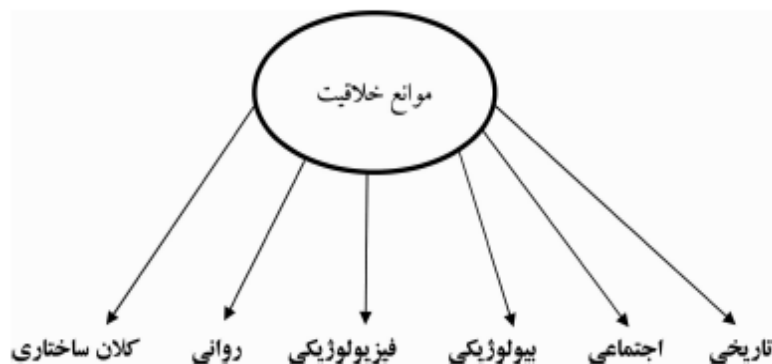 موانع خلاقیت
تاریخی اجتماعی بیولوژیکی فیزیولوژیکی روانی کلان ساختاری